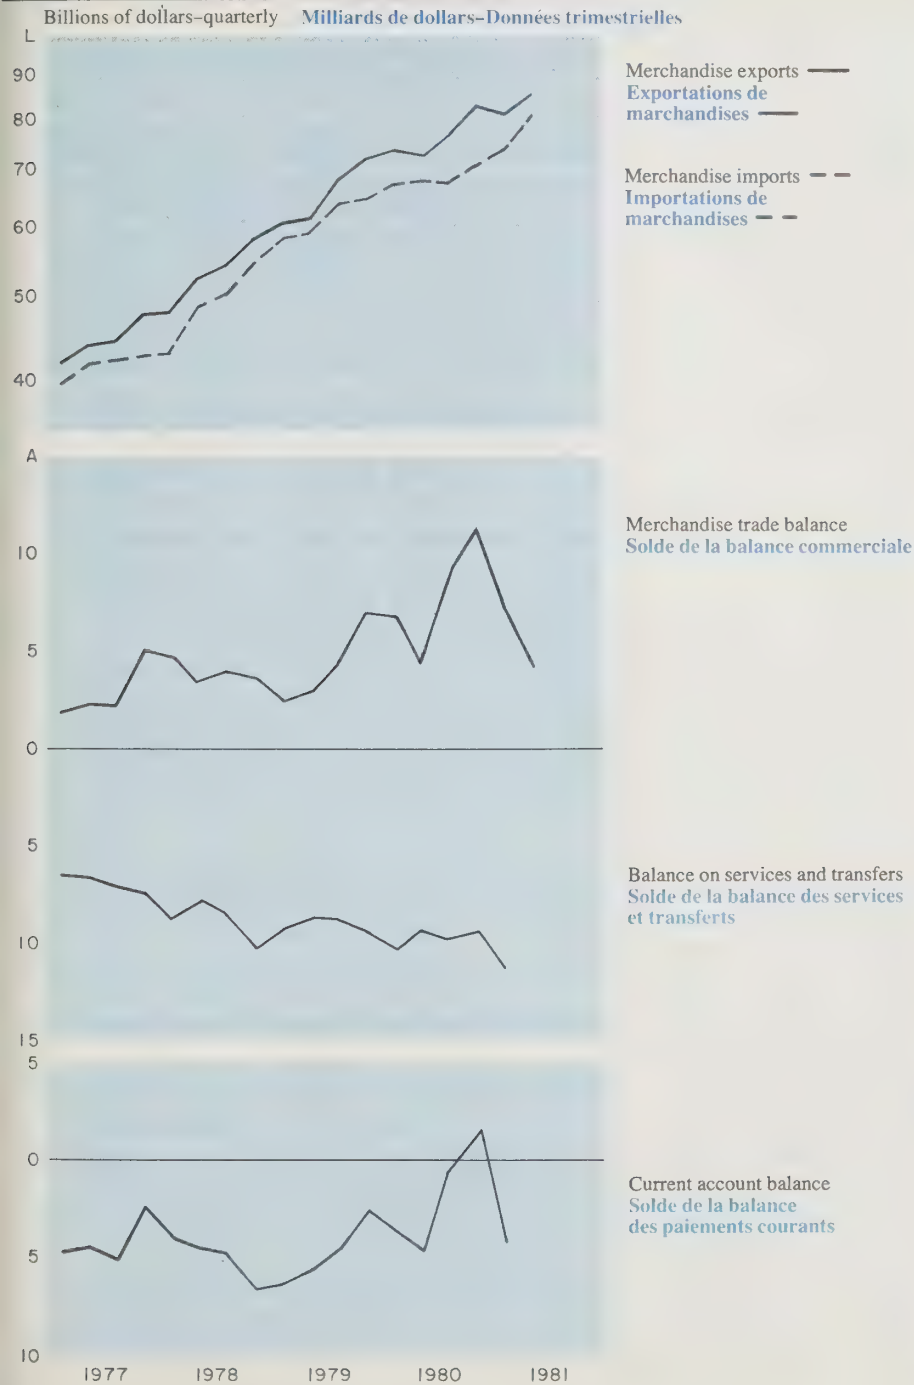 Billions of dollars–quarterly Milliards de dollars–Données trimestrielles
L
90
80
70
60
50
40
Merchandise exports
Exportations de
marchandises
Merchandise imports
Importations de
marchandises
A
10
5
0
5
10
15
Merchandise trade balance
Solde de la balance commerciale
Balance on services and transfers
Solde de la balance des services
et transferts
5
0
5
10
Current account balance
Solde de la balance
des paiements courants
1977 1978 1979 1980 1981